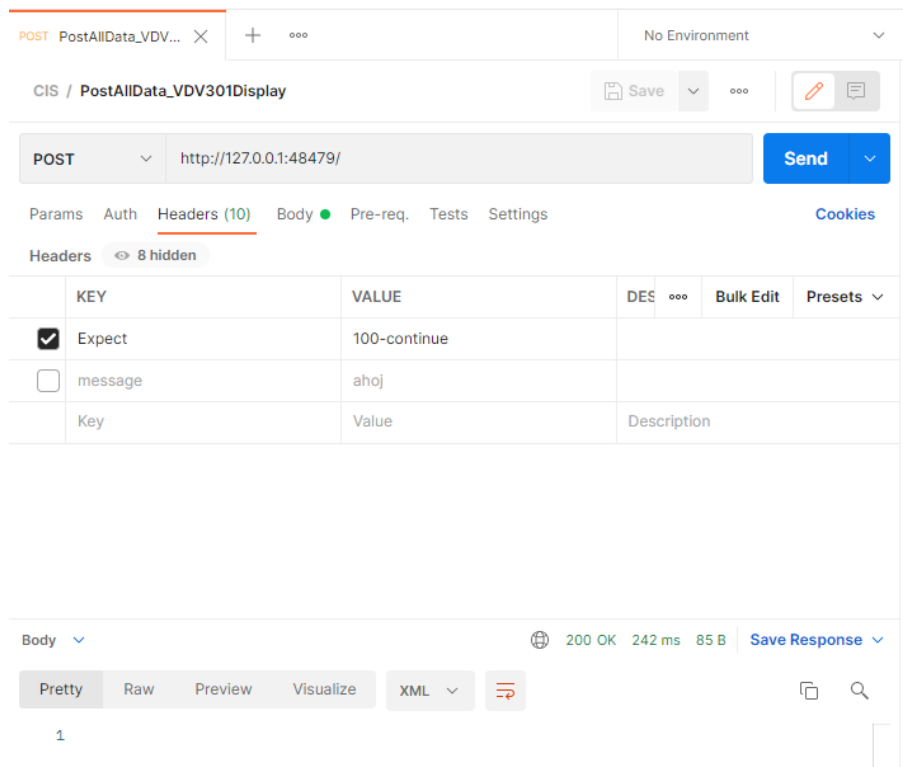 POST PostAllData_VDV... No Environment
CIS / PostAllData_VDV301Display Save
POST http://127.0.0.1:48479/ Send
Params Auth Headers (10) Body Pre-req. Tests Settings Cookies
Headers 8 hidden
KEY VALUE DES Bulk Edit Presets
Expect 100-continue
message ahoj
Key Value Description
Body 200 OK 242 ms 85 B Save Response
Pretty Raw Preview Visualize XML
1